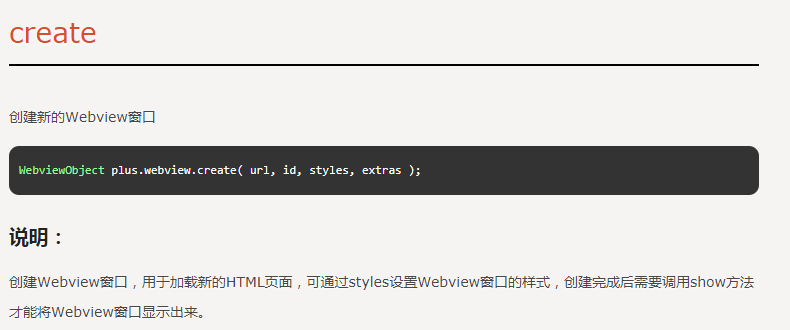 create
创建新的Webview窗口
WebviewObject plus.webview.create( url, id, styles, extras );
说明：
创建Webview窗口，用于加载新的HTML页面，可通过styles设置Webview窗口的样式，创建完成后需要调用show方法
才能将Webview窗口显示出来。